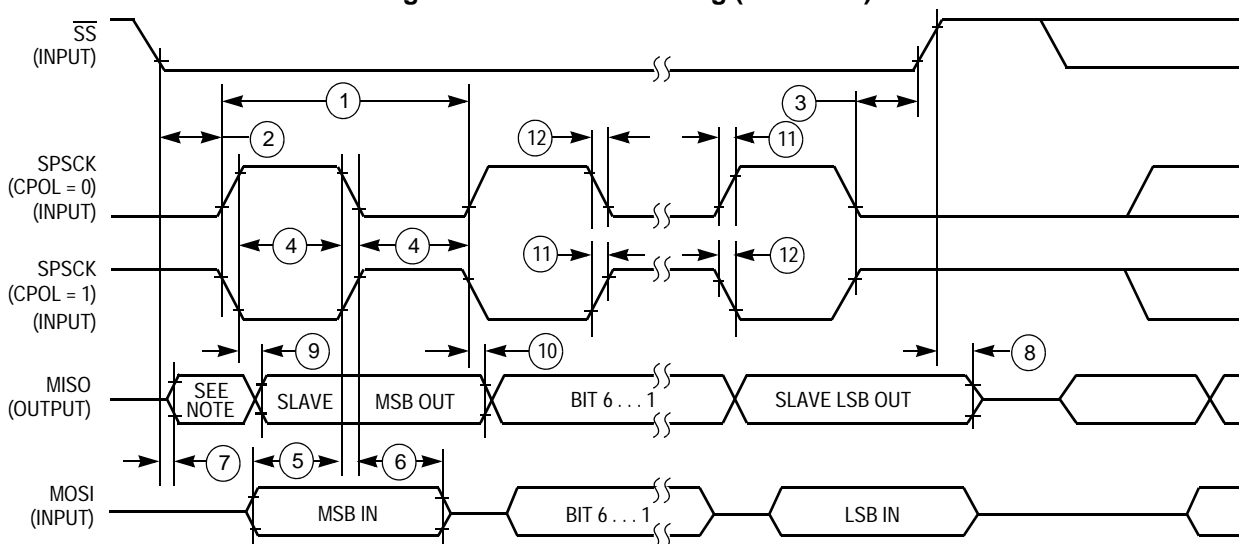 SS
(INPUT)
1
3
2
12
11
SPSCK
(CPOL = 0)
(INPUT)
4
4
11
12
SPSCK
(CPOL = 1)
(INPUT)
9
10
8
MISO
(OUTPUT)
SEE
NOTE
SLAVE
MSB OUT
BIT 6 . . . 1
SLAVE LSB OUT
7
5
6
MOSI
(INPUT)
MSB IN
BIT 6 . . . 1
LSB IN